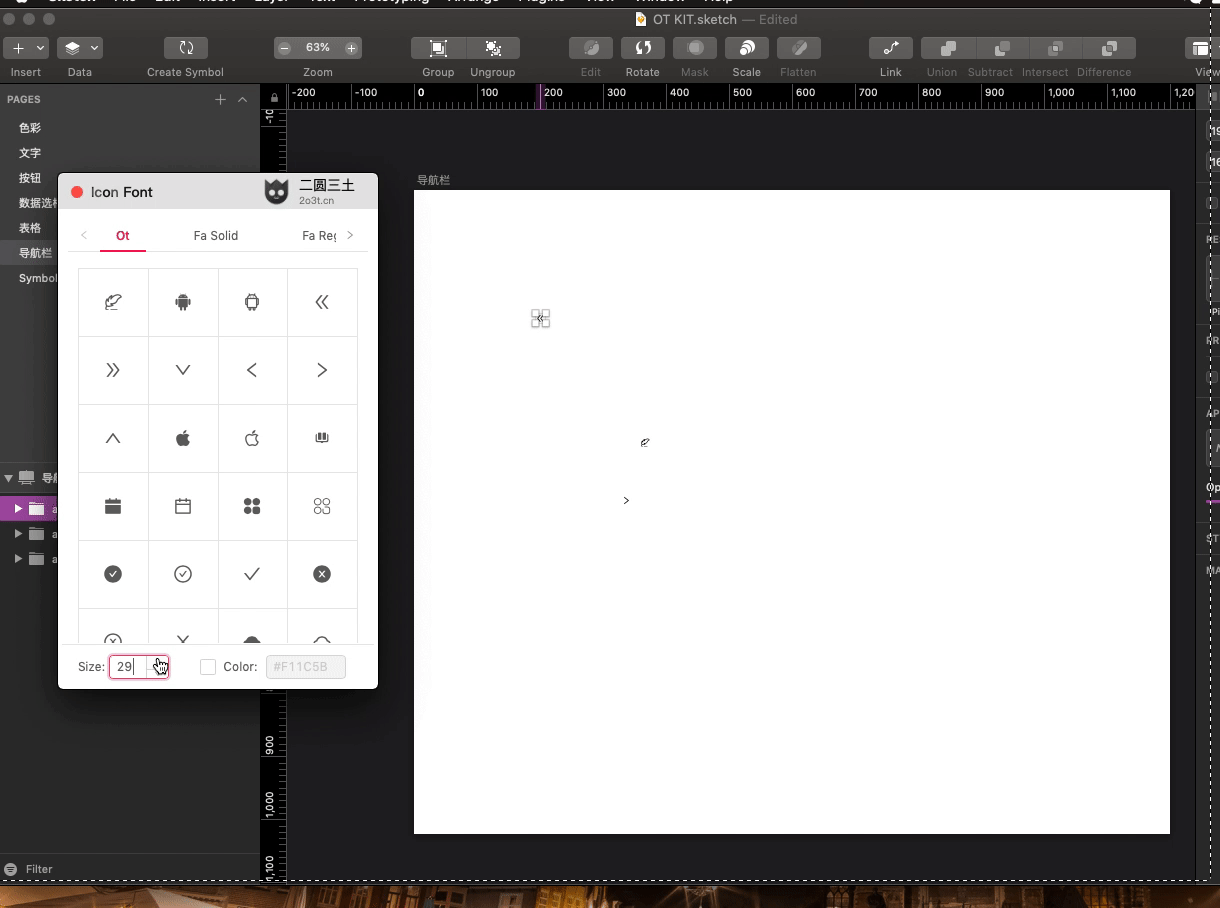 OT KIT.sketch — Edited
63%
Insert
Data
Create Symbol
Zoom
Group
Ungroup
Edit
Rotate
Mask
Scale
Flatten
Link
Union
Subtract
Intersect
Difference
View
PAGES
-200
-100
0
100
200
300
400
500
600
700
800
900
1,000
1,100
1,20
色彩
文字
按钮
数据选
表格
导航栏
Symbol
Icon Font
二圆三土
2o3t.cn
Ot
Fa Solid
Fa Reg
导航栏
Size:
29
Color:
#F11C5B
900
1,000
1,100
Filter